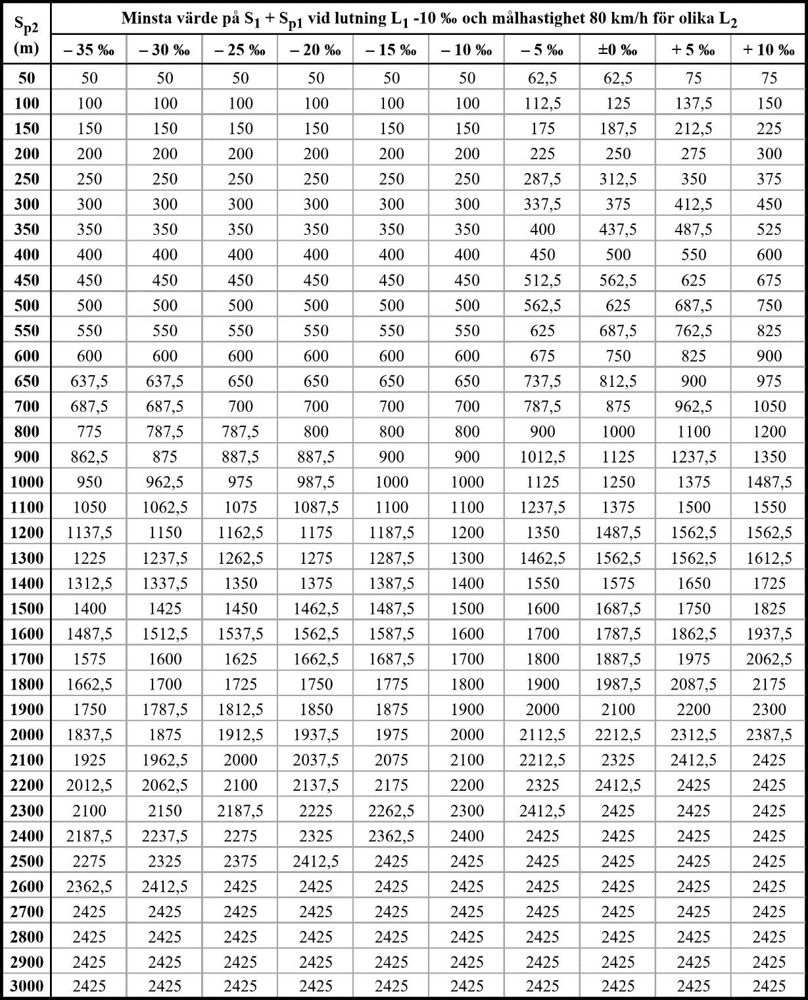 S_p2 (m) Minsta värde på S_1 + S_p1 vid lutning L_1 -10 ‰ och målhastighet 80 km/h för olika L_2
– 35 ‰ – 30 ‰ – 25 ‰ – 20 ‰ – 15 ‰ – 10 ‰ – 5 ‰ ±0 ‰ + 5 ‰ + 10 ‰
50 50 50 50 50 50 50 62,5 62,5 75 75
100 100 100 100 100 100 100 112,5 125 137,5 150
150 150 150 150 150 150 150 175 187,5 212,5 225
200 200 200 200 200 200 200 225 250 275 300
250 250 250 250 250 250 250 287,5 312,5 350 375
300 300 300 300 300 300 300 337,5 375 412,5 450
350 350 350 350 350 350 350 400 437,5 487,5 525
400 400 400 400 400 400 400 450 500 550 600
450 450 450 450 450 450 450 512,5 562,5 625 675
500 500 500 500 500 500 500 562,5 625 687,5 750
550 550 550 550 550 550 550 625 687,5 762,5 825
600 600 600 600 600 600 600 675 750 825 900
650 637,5 637,5 650 650 650 650 737,5 812,5 900 975
700 687,5 687,5 700 700 700 700 787,5 875 962,5 1050
800 775 787,5 787,5 800 800 800 900 1000 1100 1200
900 862,5 875 887,5 887,5 900 900 1012,5 1125 1237,5 1350
1000 950 962,5 975 987,5 1000 1000 1125 1250 1375 1487,5
1100 1050 1062,5 1075 1087,5 1100 1100 1237,5 1375 1500 1550
1200 1137,5 1150 1162,5 1175 1187,5 1200 1350 1487,5 1562,5 1562,5
1300 1225 1237,5 1262,5 1275 1287,5 1300 1462,5 1562,5 1562,5 1612,5
1400 1312,5 1337,5 1350 1375 1387,5 1400 1550 1575 1650 1725
1500 1400 1425 1450 1462,5 1487,5 1500 1600 1687,5 1750 1825
1600 1487,5 1512,5 1537,5 1562,5 1587,5 1600 1700 1787,5 1862,5 1937,5
1700 1575 1600 1625 1662,5 1687,5 1700 1800 1887,5 1975 2062,5
1800 1662,5 1700 1725 1750 1775 1800 1900 1987,5 2087,5 2175
1900 1750 1787,5 1812,5 1850 1875 1900 2000 2100 2200 2300
2000 1837,5 1875 1912,5 1937,5 1975 2000 2112,5 2212,5 2312,5 2387,5
2100 1925 1962,5 2000 2037,5 2075 2100 2212,5 2325 2412,5 2425
2200 2012,5 2062,5 2100 2137,5 2175 2200 2325 2412,5 2425 2425
2300 2100 2150 2187,5 2225 2262,5 2300 2412,5 2425 2425 2425
2400 2187,5 2237,5 2275 2325 2362,5 2400 2425 2425 2425 2425
2500 2275 2325 2375 2412,5 2425 2425 2425 2425 2425 2425
2600 2362,5 2412,5 2425 2425 2425 2425 2425 2425 2425 2425
2700 2425 2425 2425 2425 2425 2425 2425 2425 2425 2425
2800 2425 2425 2425 2425 2425 2425 2425 2425 2425 2425
2900 2425 2425 2425 2425 2425 2425 2425 2425 2425 2425
3000 2425 2425 2425 2425 2425 2425 2425 2425 2425 2425